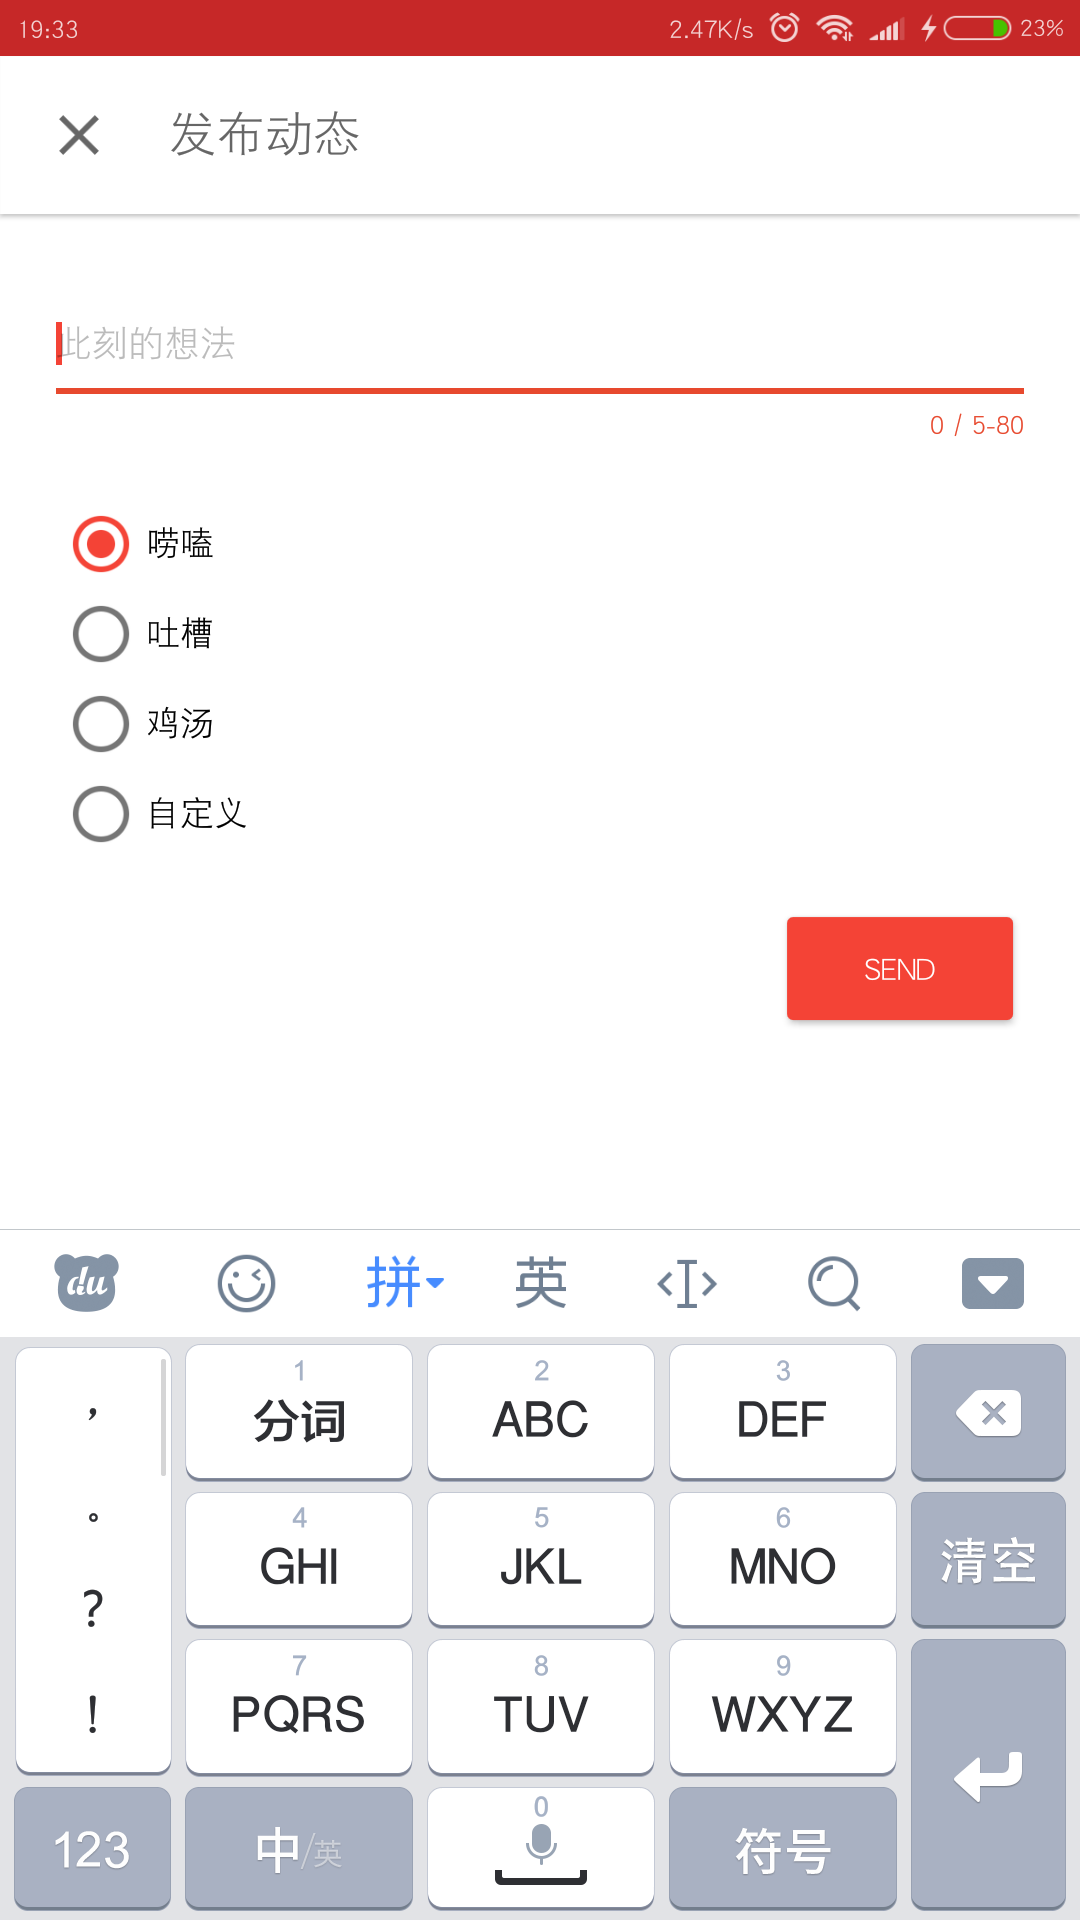 19:33 2.47K/s 23%
发布动态
此刻的想法
0 / 5-80
唠嗑
吐槽
鸡汤
自定义
SEND
du 拼 英
, 1 2 3
分词 ABC DEF
。 4 5 6
GHI JKL MNO 清空
?
7 8 9
! PQRS TUV WXYZ
0
123 中/英 符号